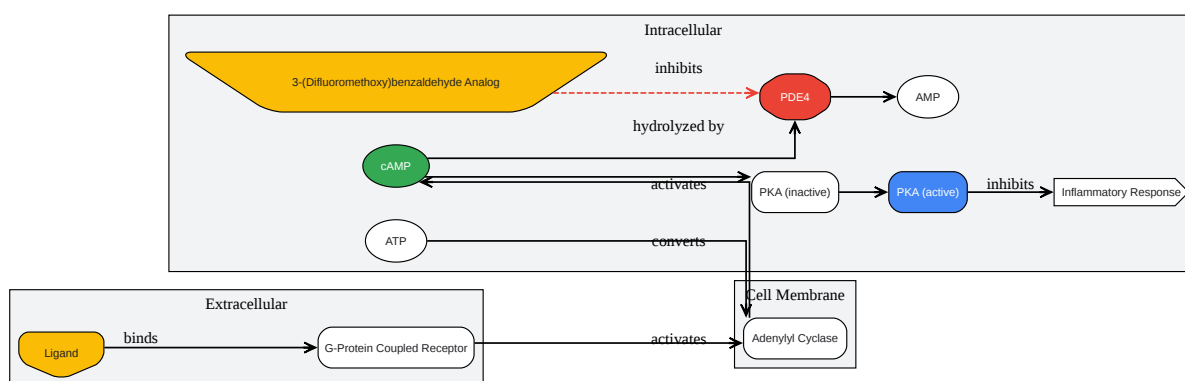 Intracellular
3-(Difluoromethoxy)benzaldehyde Analog
inhibits
PDE4
AMP
hydrolyzed by
cAMP
activates
PKA (inactive)
PKA (active)
inhibits
Inflammatory Response
ATP
converts
Extracellular
Cell Membrane
Ligand
binds
G-Protein Coupled Receptor
activates
Adenylyl Cyclase